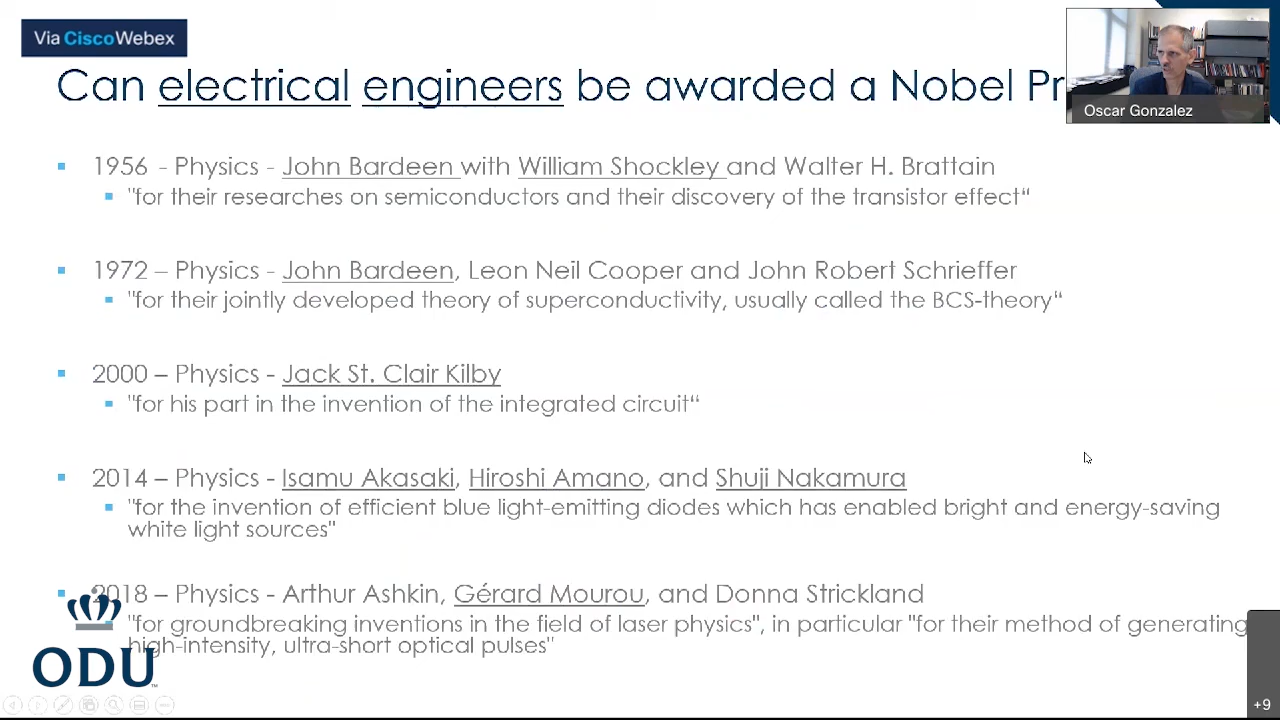 Via CiscoWebex
Can electrical engineers be awarded a Nobel Pr
Oscar Gonzalez
1956 - Physics - John Bardeen with William Shockley and Walter H. Brattain
"for their researches on semiconductors and their discovery of the transistor effect“
1972 – Physics - John Bardeen, Leon Neil Cooper and John Robert Schrieffer
"for their jointly developed theory of superconductivity, usually called the BCS-theory“
2000 – Physics - Jack St. Clair Kilby
"for his part in the invention of the integrated circuit“
2014 – Physics - Isamu Akasaki, Hiroshi Amano, and Shuji Nakamura
"for the invention of efficient blue light-emitting diodes which has enabled bright and energy-saving
white light sources"
2018 – Physics - Arthur Ashkin, Gérard Mourou, and Donna Strickland
"for groundbreaking inventions in the field of laser physics", in particular "for their method of generating
high-intensity, ultra-short optical pulses"
ODU
+9